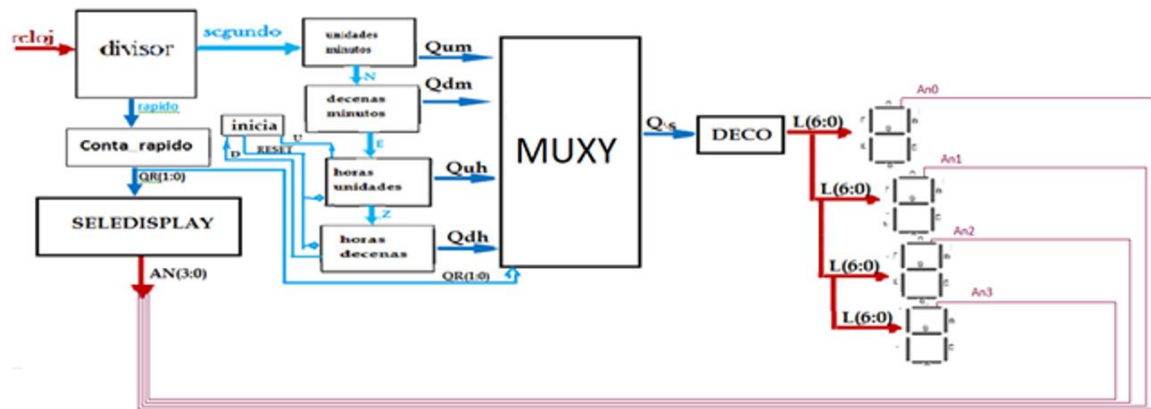 reloj
divisor
segundo
unidades
minutos
Qum
N
rapido
decenas
minutos
Qdm
E
inicia
U
RESET
D
Conta_rapido
QR(1:0)
horas
unidades
Quh
Z
SELEDISPLAY
horas
decenas
Qdh
QR(1:0)
AN(3:0)
MUXY
DECO
L(6:0)
An0
L(6:0)
An1
L(6:0)
An2
L(6:0)
An3